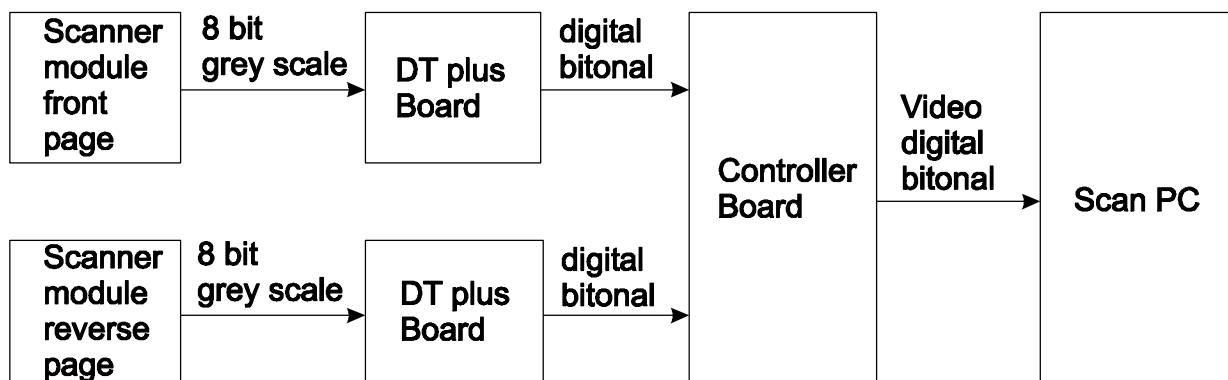 Scanner
module
front
page
8 bit
grey scale
DT plus
Board
digital
bitonal
Scanner
module
reverse
page
8 bit
grey scale
DT plus
Board
digital
bitonal
Controller
Board
Video
digital
bitonal
Scan PC